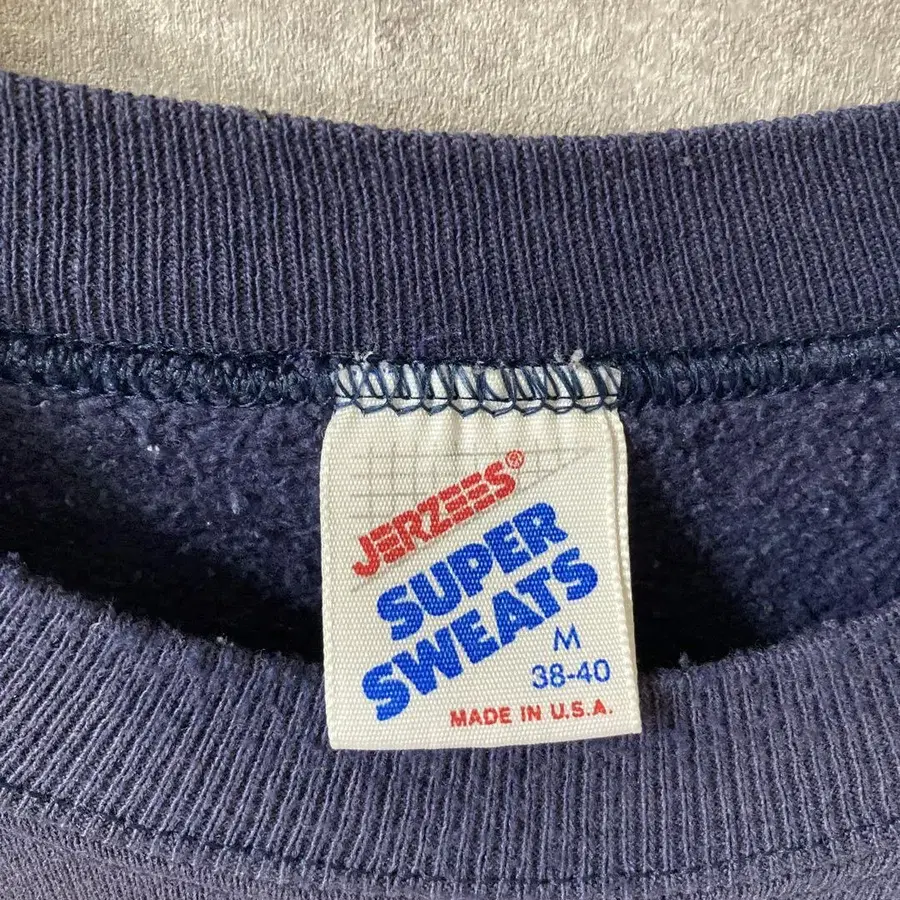 JERZEES®
SUPER
SWEATS
M
38-40
MADE IN U.S.A.